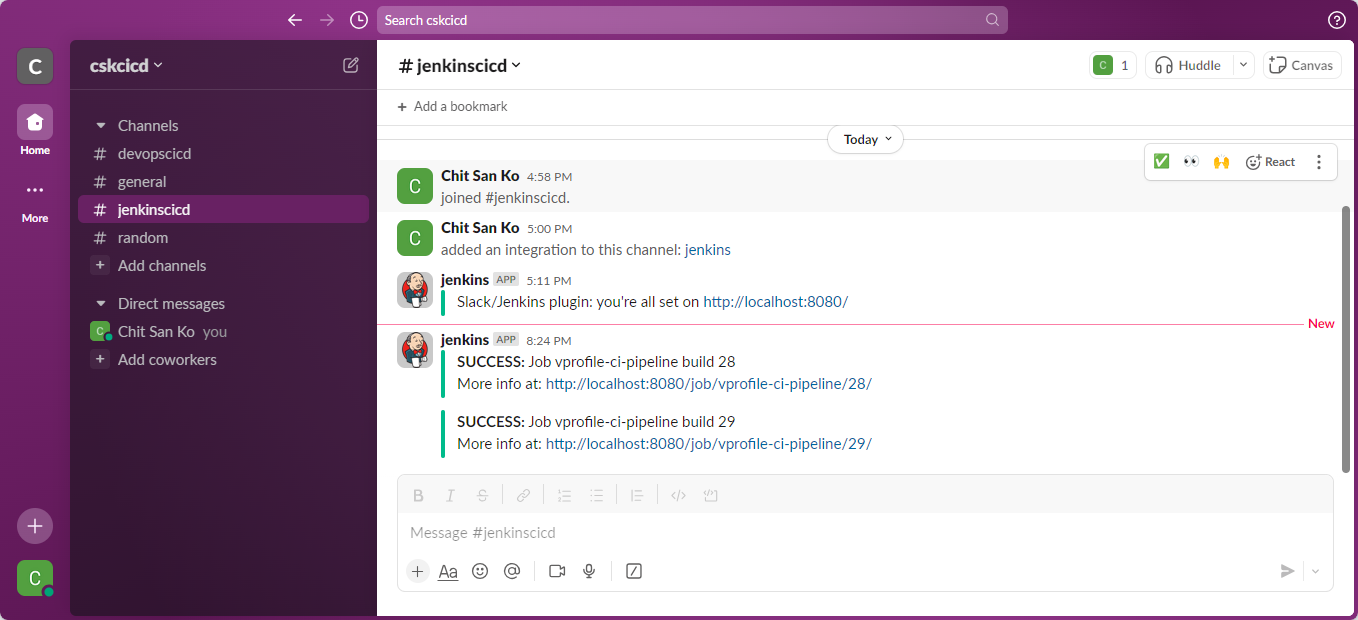 Search cskcicd
C
cskcicd
# jenkinscicd
C 1
Huddle
Canvas
+ Add a bookmark
Home
More
Channels
# devopscicd
# general
# jenkinscicd
# random
+ Add channels
Direct messages
C Chit San Ko you
+ Add coworkers
C
Today
React
C
Chit San Ko 4:58 PM
joined #jenkinscicd.
C
Chit San Ko 5:00 PM
added an integration to this channel: jenkins
jenkins APP 5:11 PM
Slack/Jenkins plugin: you're all set on http://localhost:8080/
New
jenkins APP 8:24 PM
SUCCESS: Job vprofile-ci-pipeline build 28
More info at: http://localhost:8080/job/vprofile-ci-pipeline/28/
SUCCESS: Job vprofile-ci-pipeline build 29
More info at: http://localhost:8080/job/vprofile-ci-pipeline/29/
B I S
Message #jenkinscicd
+ Aa @